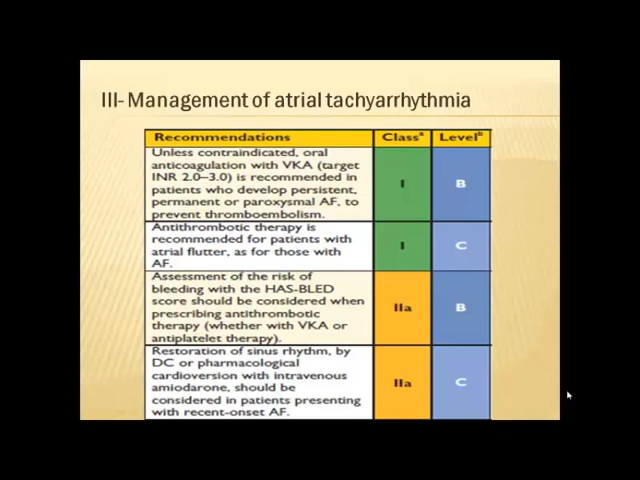 III- Management of atrial tachyarrhythmia
Recommendations Classᵃ Levelᵇ
Unless contraindicated, oral
anticoagulation with VKA (target
INR 2.0–3.0) is recommended in
patients who develop persistent,
permanent or paroxysmal AF, to
prevent thromboembolism.
I B
Antithrombotic therapy is
recommended for patients with
atrial flutter, as for those with
AF.
I C
Assessment of the risk of
bleeding with the HAS-BLED
score should be considered when
prescribing antithrombotic
therapy (whether with VKA or
antiplatelet therapy).
IIa B
Restoration of sinus rhythm, by
DC or pharmacological
cardioversion with intravenous
amiodarone, should be
considered in patients presenting
with recent-onset AF.
IIa C